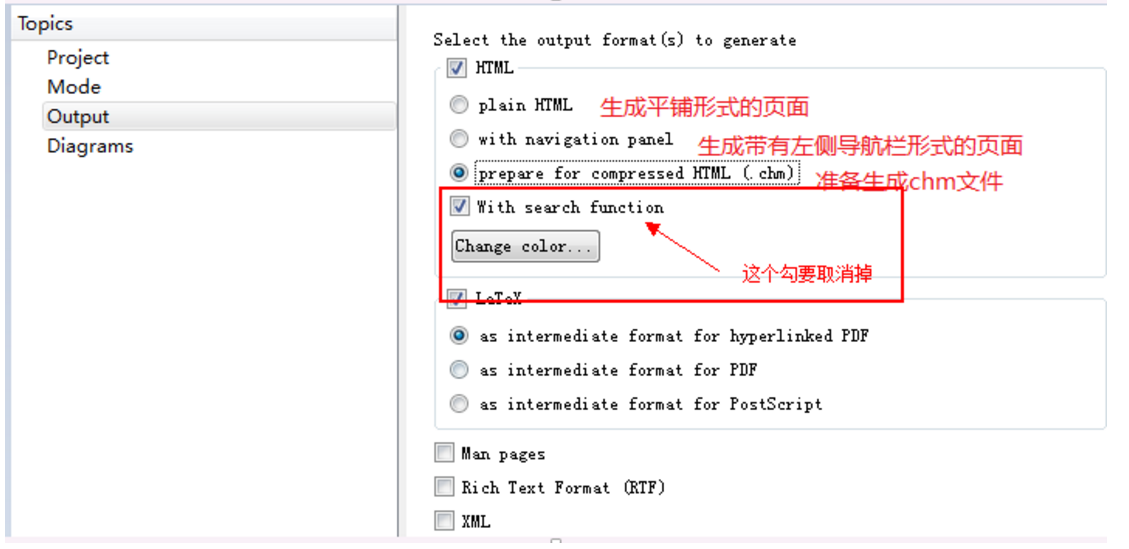 Topics
Project
Mode
Output
Diagrams
Select the output format(s) to generate
HTML
plain HTML 生成平铺形式的页面
with navigation panel 生成带有左侧导航栏形式的页面
prepare for compressed HTML (.chm) 准备生成chm文件
With search function
Change color...
这个勾要取消掉
LaTeX
as intermediate format for hyperlinked PDF
as intermediate format for PDF
as intermediate format for PostScript
Man pages
Rich Text Format (RTF)
XML